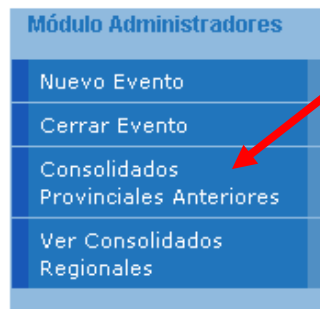 Módulo Administradores
Nuevo Evento
Cerrar Evento
Consolidados
Provinciales Anteriores
Ver Consolidados
Regionales